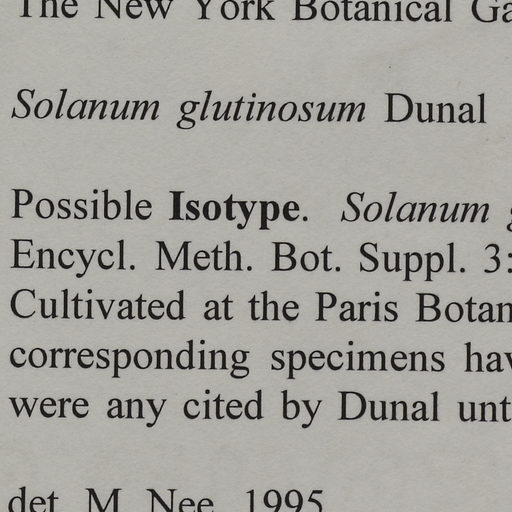 The New York Botanical Ga
Solanum glutinosum Dunal
Possible Isotype. Solanum g
Encycl. Meth. Bot. Suppl. 3:
Cultivated at the Paris Botan
corresponding specimens hav
were any cited by Dunal unt
det. M. Nee, 1995